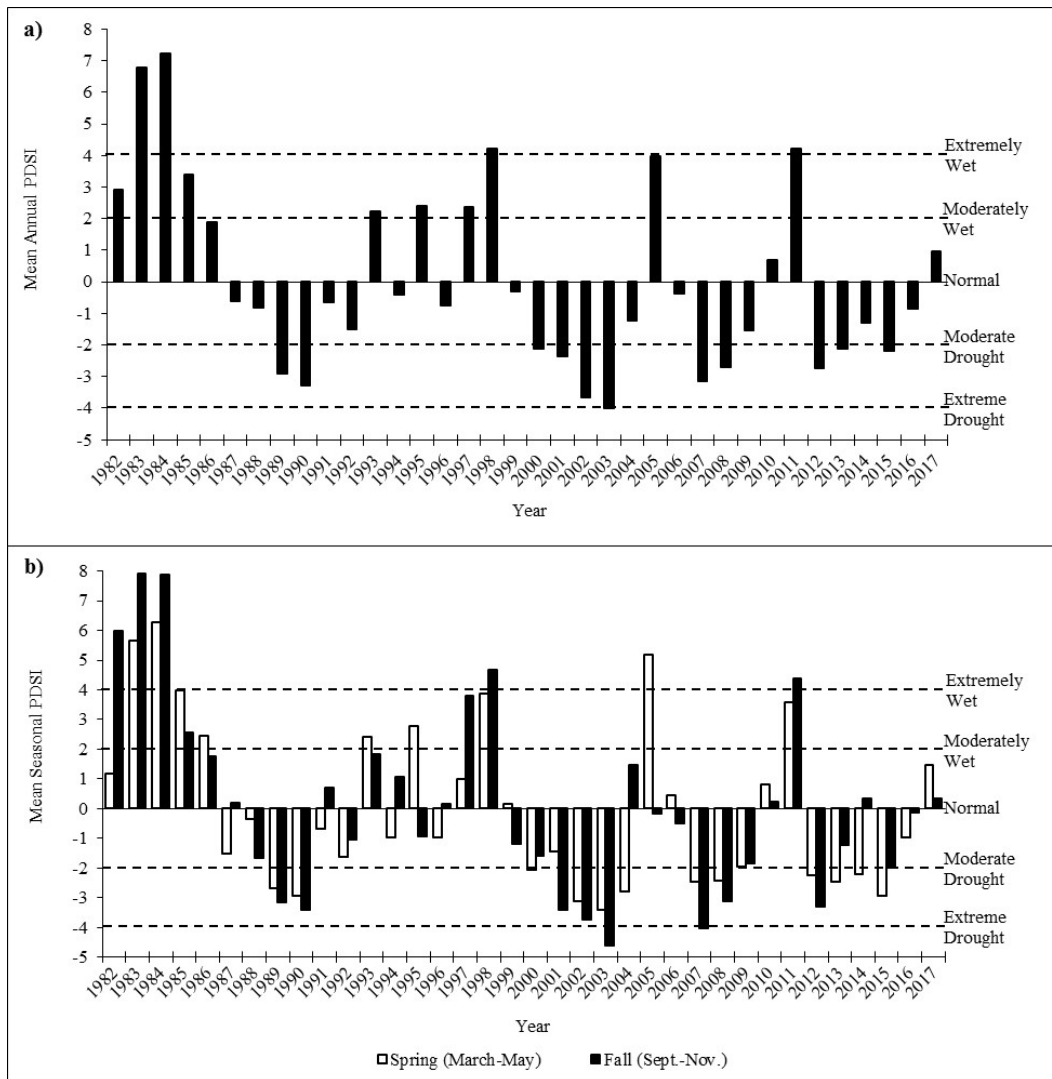 a)
8
7
6
5
4
3
2
1
0
-1
-2
-3
-4
-5
Mean Annual PDSI
Extremely
Wet
Moderately
Wet
Normal
Moderate
Drought
Extreme
Drought
1982 1983 1984 1985 1986 1987 1988 1989 1990 1991 1992 1993 1994 1995 1996 1997 1998 1999 2000 2001 2002 2003 2004 2005 2006 2007 2008 2009 2010 2011 2012 2013 2014 2015 2016 2017
Year
b)
8
7
6
5
4
3
2
1
0
-1
-2
-3
-4
-5
Mean Seasonal PDSI
Extremely
Wet
Moderately
Wet
Normal
Moderate
Drought
Extreme
Drought
1982 1983 1984 1985 1986 1987 1988 1989 1990 1991 1992 1993 1994 1995 1996 1997 1998 1999 2000 2001 2002 2003 2004 2005 2006 2007 2008 2009 2010 2011 2012 2013 2014 2015 2016 2017
Year
Spring (March-May) Fall (Sept.-Nov.)